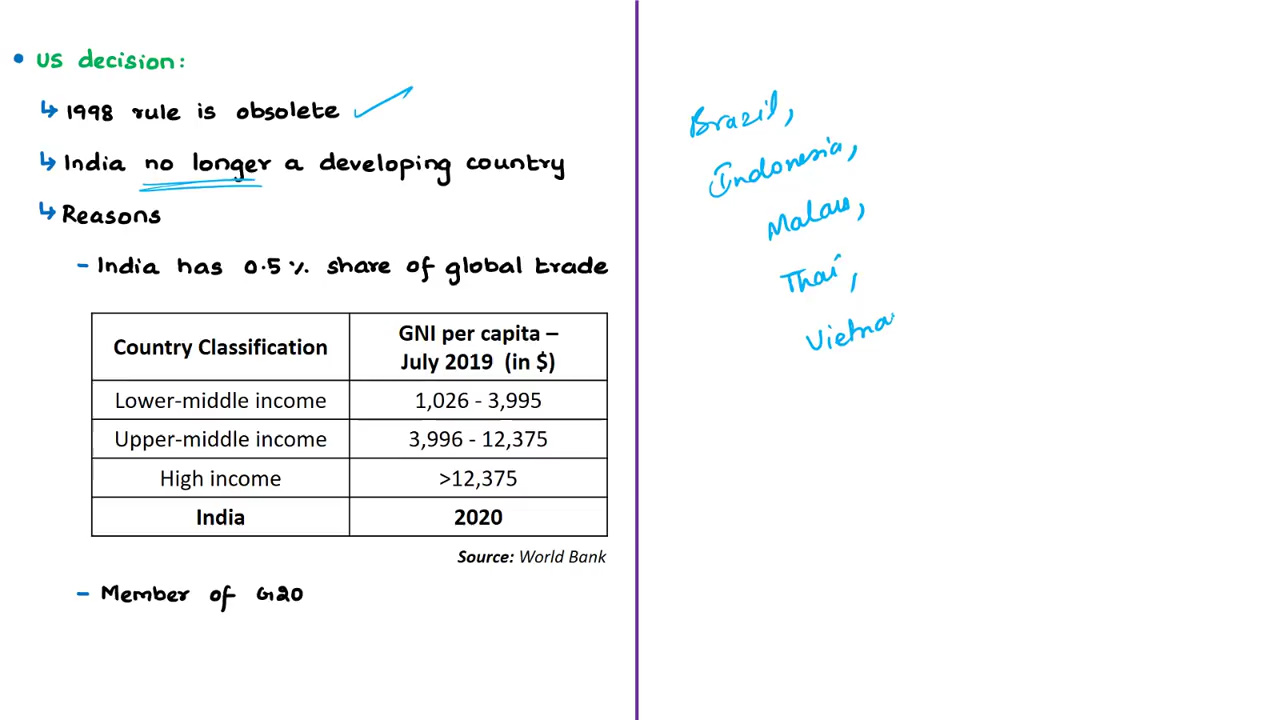 US decision:
↳ 1998 rule is obsolete
↳ India no longer a developing country
↳ Reasons
- India has 0.5% share of global trade
Country Classification | GNI per capita – July 2019 (in $)
Lower-middle income | 1,026 - 3,995
Upper-middle income | 3,996 - 12,375
High income | >12,375
India | 2020
Source: World Bank
- Member of G20
Brazil,
Indonesia,
Malays,
Thai,
Vietna